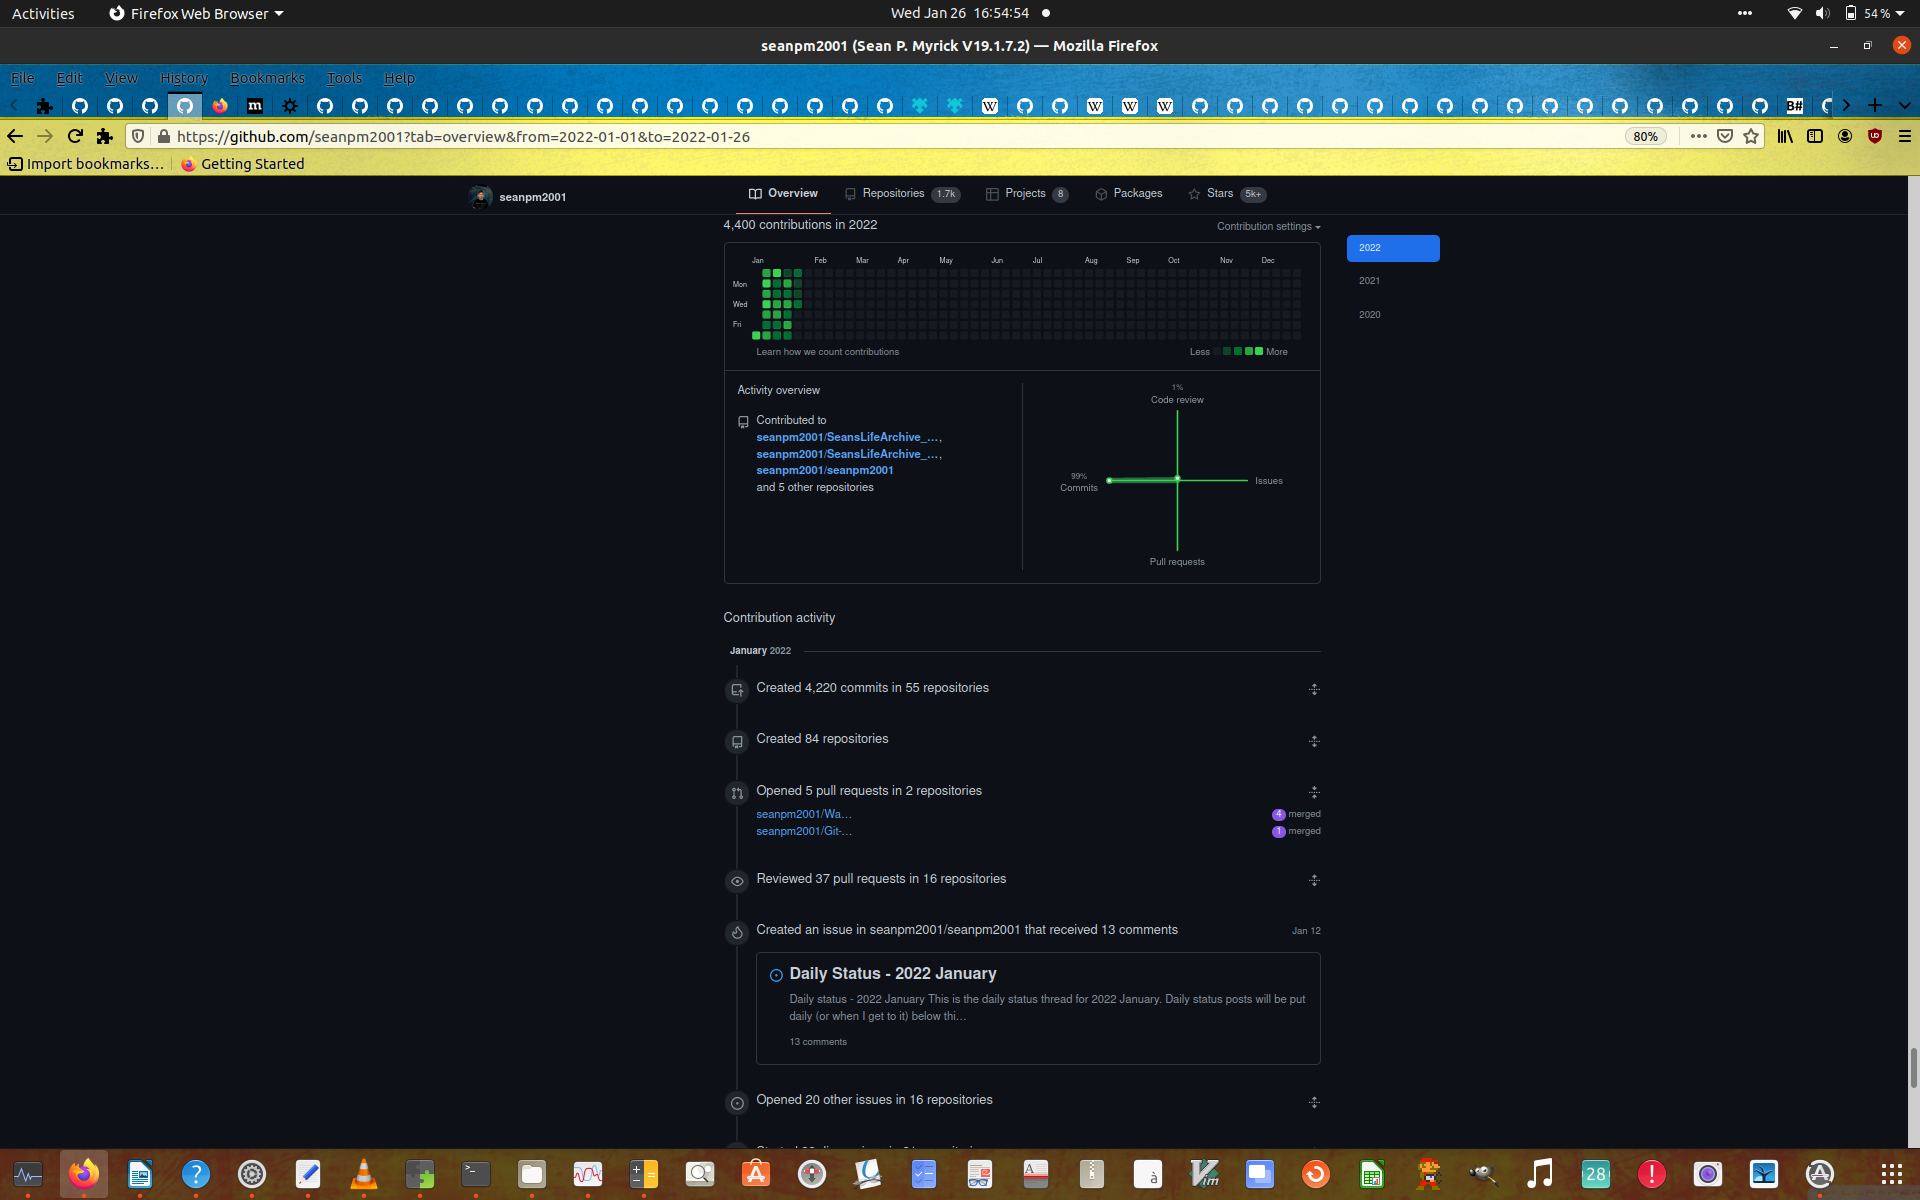 Activities
Firefox Web Browser
Wed Jan 26 16:54:54
54 %
seanpm2001 (Sean P. Myrick V19.1.7.2) — Mozilla Firefox
File Edit View History Bookmarks Tools Help
https://github.com/seanpm2001?tab=overview&from=2022-01-01&to=2022-01-26
80%
Import bookmarks…
Getting Started
seanpm2001
Overview
Repositories 1.7k
Projects 8
Packages
Stars 5k+
4,400 contributions in 2022
Contribution settings
2022
2021
2020
Jan Feb Mar Apr May Jun Jul Aug Sep Oct Nov Dec
Mon
Wed
Fri
Learn how we count contributions
Less More
Activity overview
Contributed to
seanpm2001/SeansLifeArchive_…,
seanpm2001/SeansLifeArchive_…,
seanpm2001/seanpm2001
and 5 other repositories
1%
Code review
99%
Commits
Issues
Pull requests
Contribution activity
January 2022
Created 4,220 commits in 55 repositories
Created 84 repositories
Opened 5 pull requests in 2 repositories
seanpm2001/Wa… 4 merged
seanpm2001/Git-… 1 merged
Reviewed 37 pull requests in 16 repositories
Created an issue in seanpm2001/seanpm2001 that received 13 comments Jan 12
Daily Status - 2022 January
Daily status - 2022 January This is the daily status thread for 2022 January. Daily status posts will be put
daily (or when I get to it) below thi…
13 comments
Opened 20 other issues in 16 repositories
28